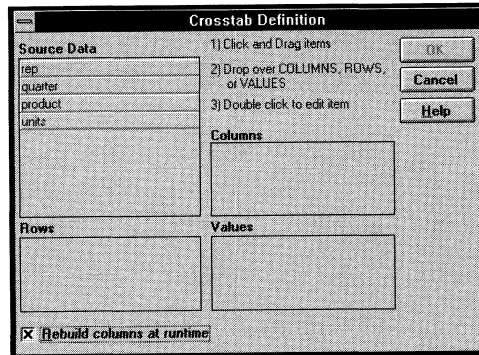 Crosstab Definition
Source Data
rep
quarter
product
units
1) Click and Drag items
2) Drop over COLUMNS, ROWS,
or VALUES
3) Double click to edit item
OK
Cancel
Help
Columns
Rows
Values
Rebuild columns at runtime